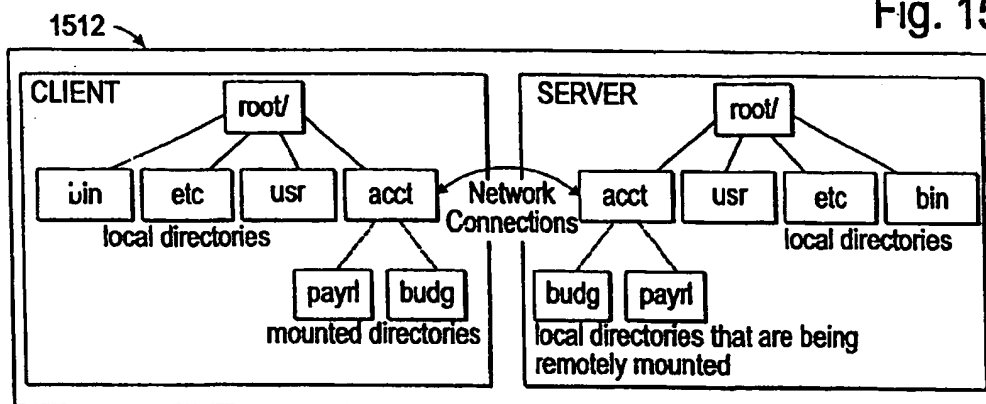 Fig. 15
1512
CLIENT
root/
bin
etc
usr
acct
local directories
payrl
budg
mounted directories
Network
Connections
SERVER
root/
acct
usr
etc
bin
local directories
budg
payrl
local directories that are being
remotely mounted